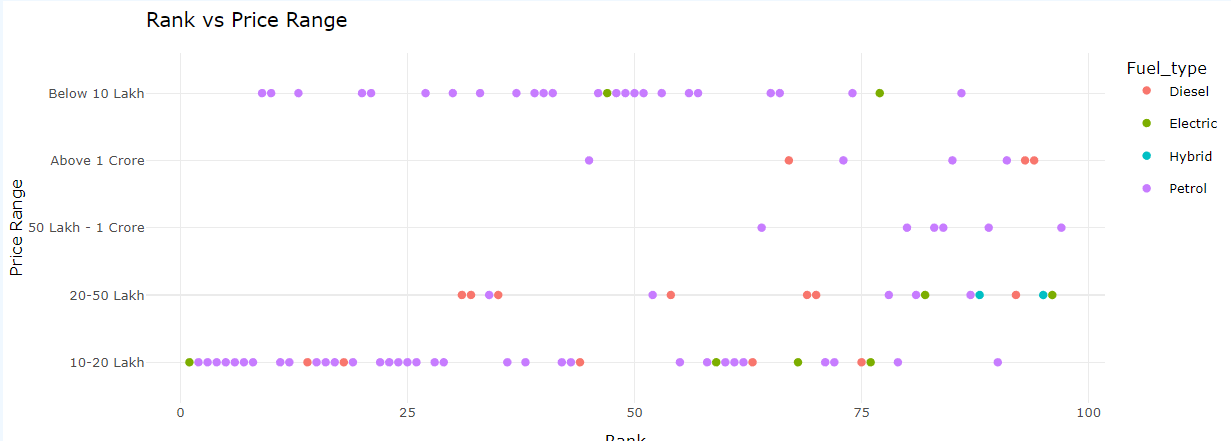 Rank vs Price Range
Fuel_type
Diesel
Electric
Hybrid
Petrol
Price Range
Below 10 Lakh
Above 1 Crore
50 Lakh - 1 Crore
20-50 Lakh
10-20 Lakh
0 25 50 75 100
Rank